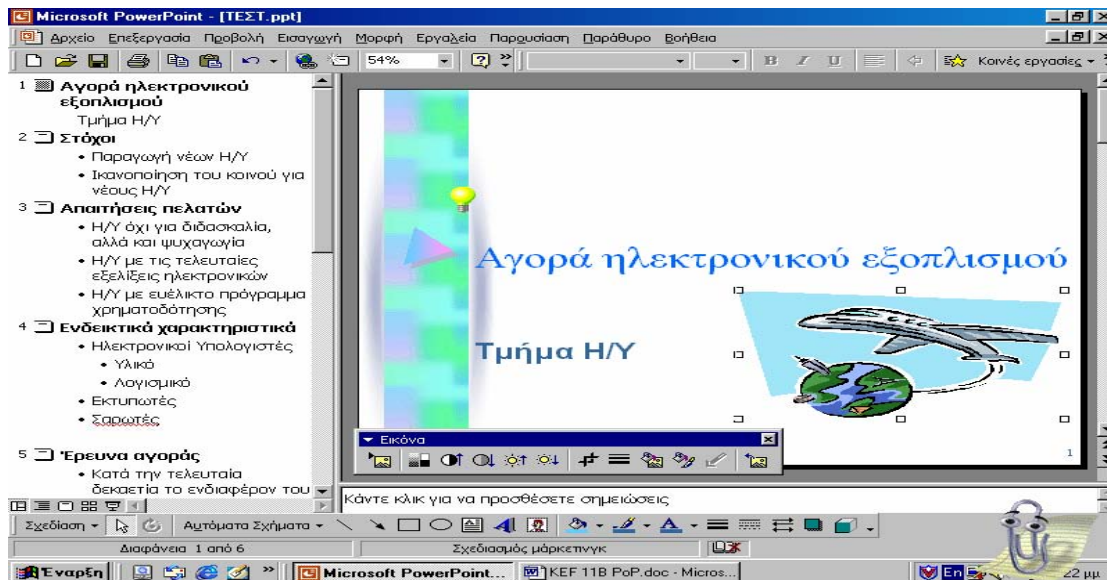 Microsoft PowerPoint - [ΤΕΣΤ.ppt]
Αρχείο Επεξεργασία Προβολή Εισαγωγή Μορφή Εργαλεία Παρουσίαση Παράθυρο Βοήθεια
54% B I U Κοινές εργασίες
1 Αγορά ηλεκτρονικού
εξοπλισμού
Τμήμα Η/Υ
2 Στόχοι
• Παραγωγή νέων Η/Υ
• Ικανοποίηση του κοινού για
νέους Η/Υ
3 Απαιτήσεις πελατών
• Η/Υ όχι για διδασκαλία,
αλλά και ψυχαγωγία
• Η/Υ με τις τελευταίες
εξελίξεις ηλεκτρονικών
• Η/Υ με ευέλικτο πρόγραμμα
χρηματοδότησης
4 Ενδεικτικά χαρακτηριστικά
• Ηλεκτρονικοί Υπολογιστές
• Υλικό
• Λογισμικό
• Εκτυπωτές
• Σαρωτές
5 Έρευνα αγοράς
• Κατά την τελευταία
δεκαετία το ενδιαφέρον του
Αγορά ηλεκτρονικού εξοπλισμού
Τμήμα Η/Υ
1
Εικόνα
Κάντε κλικ για να προσθέσετε σημειώσεις
Σχεδίαση Αυτόματα Σχήματα
Διαφάνεια 1 από 6 Σχεδιασμός μάρκετινγκ
Έναρξη » Microsoft PowerPoint... KEF 11B PoP.doc - Micros... En 22 μμ